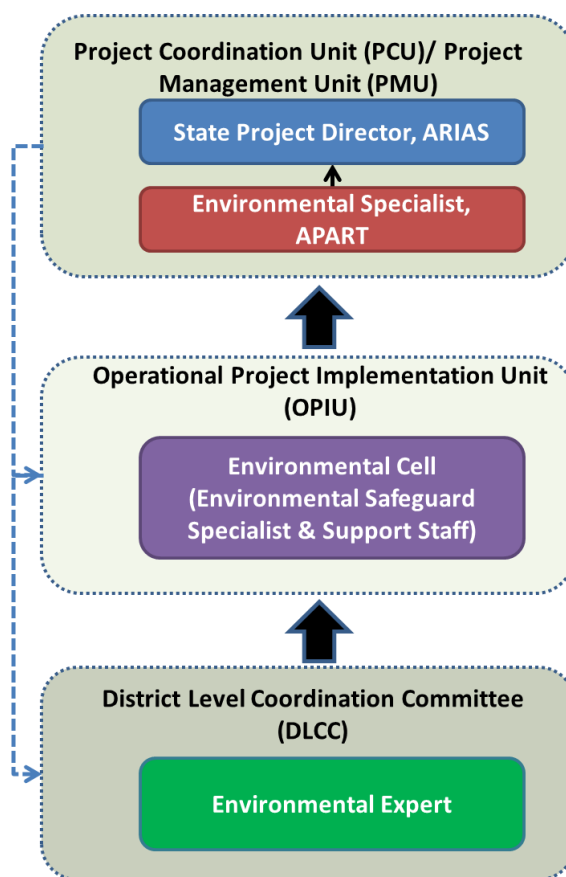 Project Coordination Unit (PCU)/ Project
Management Unit (PMU)
State Project Director, ARIAS
Environmental Specialist,
APART
Operational Project Implementation Unit
(OPIU)
Environmental Cell
(Environmental Safeguard
Specialist & Support Staff)
District Level Coordination Committee
(DLCC)
Environmental Expert